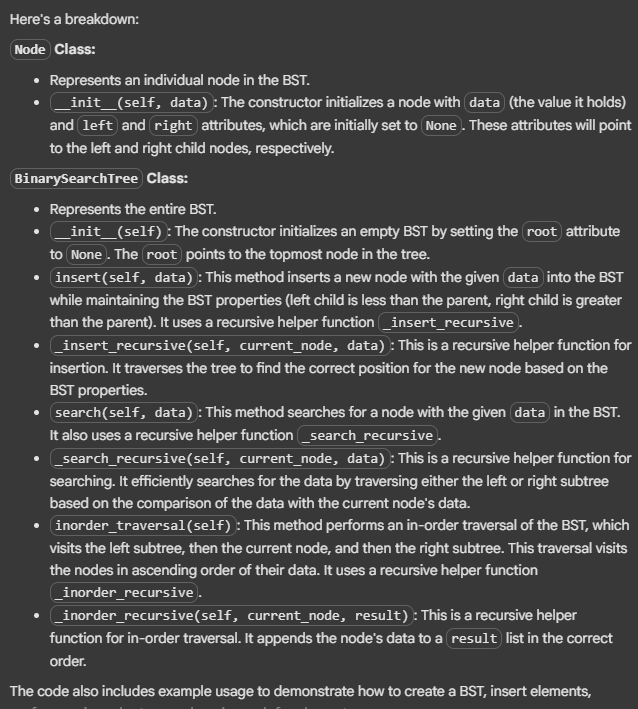 Here's a breakdown:
Node Class:
• Represents an individual node in the BST.
• __init__(self, data): The constructor initializes a node with data (the value it holds)
and left and right attributes, which are initially set to None. These attributes will point
to the left and right child nodes, respectively.
BinarySearchTree Class:
• Represents the entire BST.
• __init__(self): The constructor initializes an empty BST by setting the root attribute
to None. The root points to the topmost node in the tree.
• insert(self, data): This method inserts a new node with the given data into the BST
while maintaining the BST properties (left child is less than the parent, right child is greater
than the parent). It uses a recursive helper function _insert_recursive.
• _insert_recursive(self, current_node, data): This is a recursive helper function for
insertion. It traverses the tree to find the correct position for the new node based on the
BST properties.
• search(self, data): This method searches for a node with the given data in the BST.
It also uses a recursive helper function _search_recursive.
• _search_recursive(self, current_node, data): This is a recursive helper function for
searching. It efficiently searches for the data by traversing either the left or right subtree
based on the comparison of the data with the current node's data.
• inorder_traversal(self): This method performs an in-order traversal of the BST, which
visits the left subtree, then the current node, and then the right subtree. This traversal visits
the nodes in ascending order of their data. It uses a recursive helper function
_inorder_recursive.
• _inorder_recursive(self, current_node, result): This is a recursive helper
function for in-order traversal. It appends the node's data to a result list in the correct
order.
The code also includes example usage to demonstrate how to create a BST, insert elements,